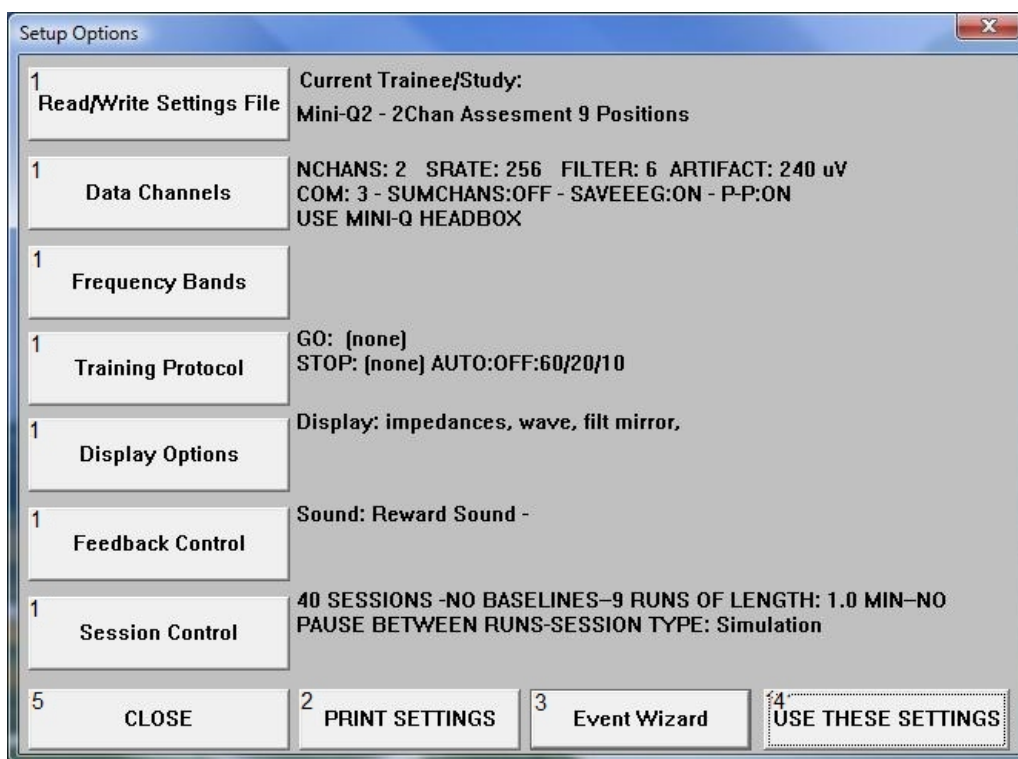 Setup Options
X
1
Read/Write Settings File
Current Trainee/Study:
Mini-Q2 - 2Chan Assesment 9 Positions
1
Data Channels
NCHANS: 2 SRATE: 256 FILTER: 6 ARTIFACT: 240 uV
COM: 3 - SUMCHANS:OFF - SAVEEEG:ON - P-P:ON
USE MINI-Q HEADBOX
1
Frequency Bands
1
Training Protocol
GO: (none)
STOP: (none) AUTO:OFF:60/20/10
1
Display Options
Display: impedances, wave, filt mirror,
1
Feedback Control
Sound: Reward Sound -
1
Session Control
40 SESSIONS -NO BASELINES--9 RUNS OF LENGTH: 1.0 MIN--NO
PAUSE BETWEEN RUNS-SESSION TYPE: Simulation
5
CLOSE
2
PRINT SETTINGS
3
Event Wizard
4
USE THESE SETTINGS